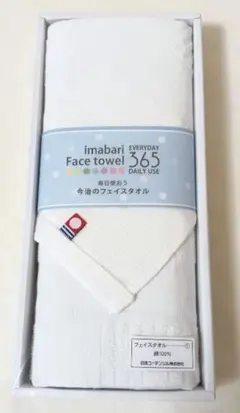 imabari
Face towel
EVERYDAY
365
DAILY USE
毎日使おう
今治のフェイスタオル
フェイスタオル———①
綿100%